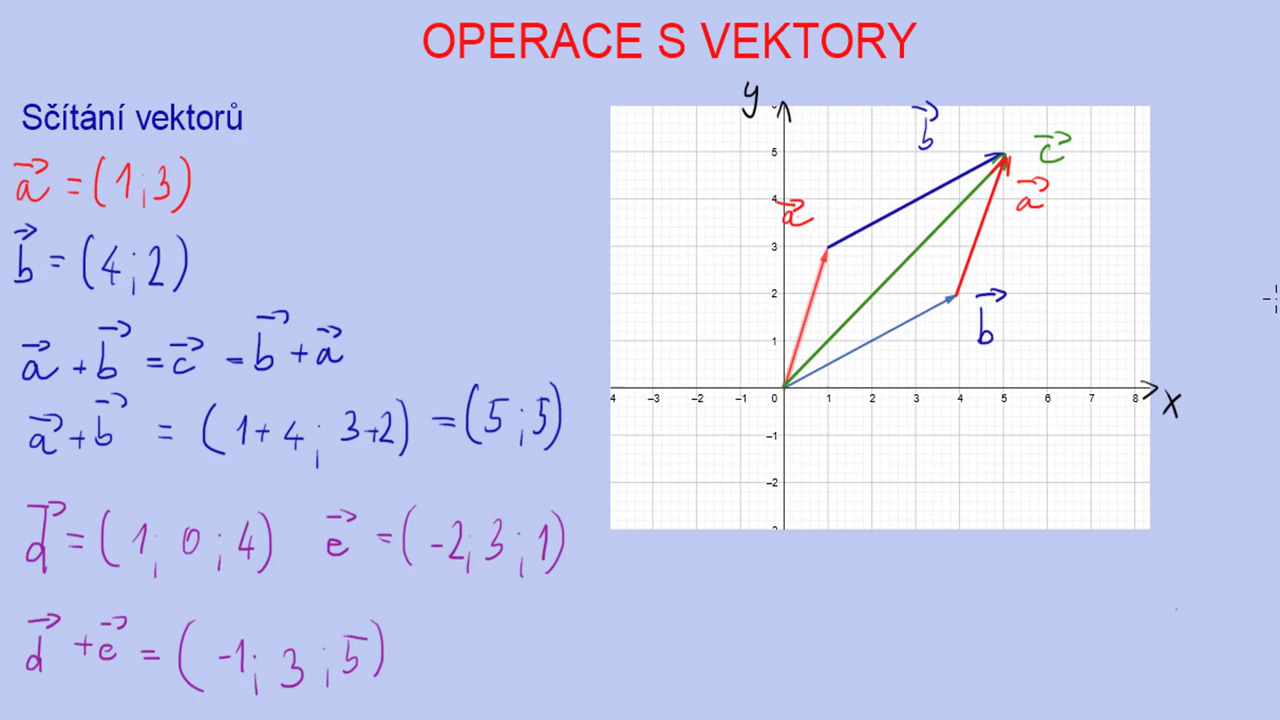 OPERACE S VEKTORY
Sčítání vektorů
a⃗ = (1;3)
b⃗ = (4;2)
a⃗ + b⃗ = c⃗ = b⃗ + a⃗
a⃗ + b⃗ = (1+4; 3+2) = (5;5)
d⃗ = (1; 0; 4) e⃗ = (-2; 3; 1)
d⃗ + e⃗ = (-1; 3; 5)
y
b⃗
c⃗
a⃗
a⃗
b⃗
x
5
4
3
2
1
4 −3 −2 −1 0 1 2 3 4 5 6 7 8
−1
−2